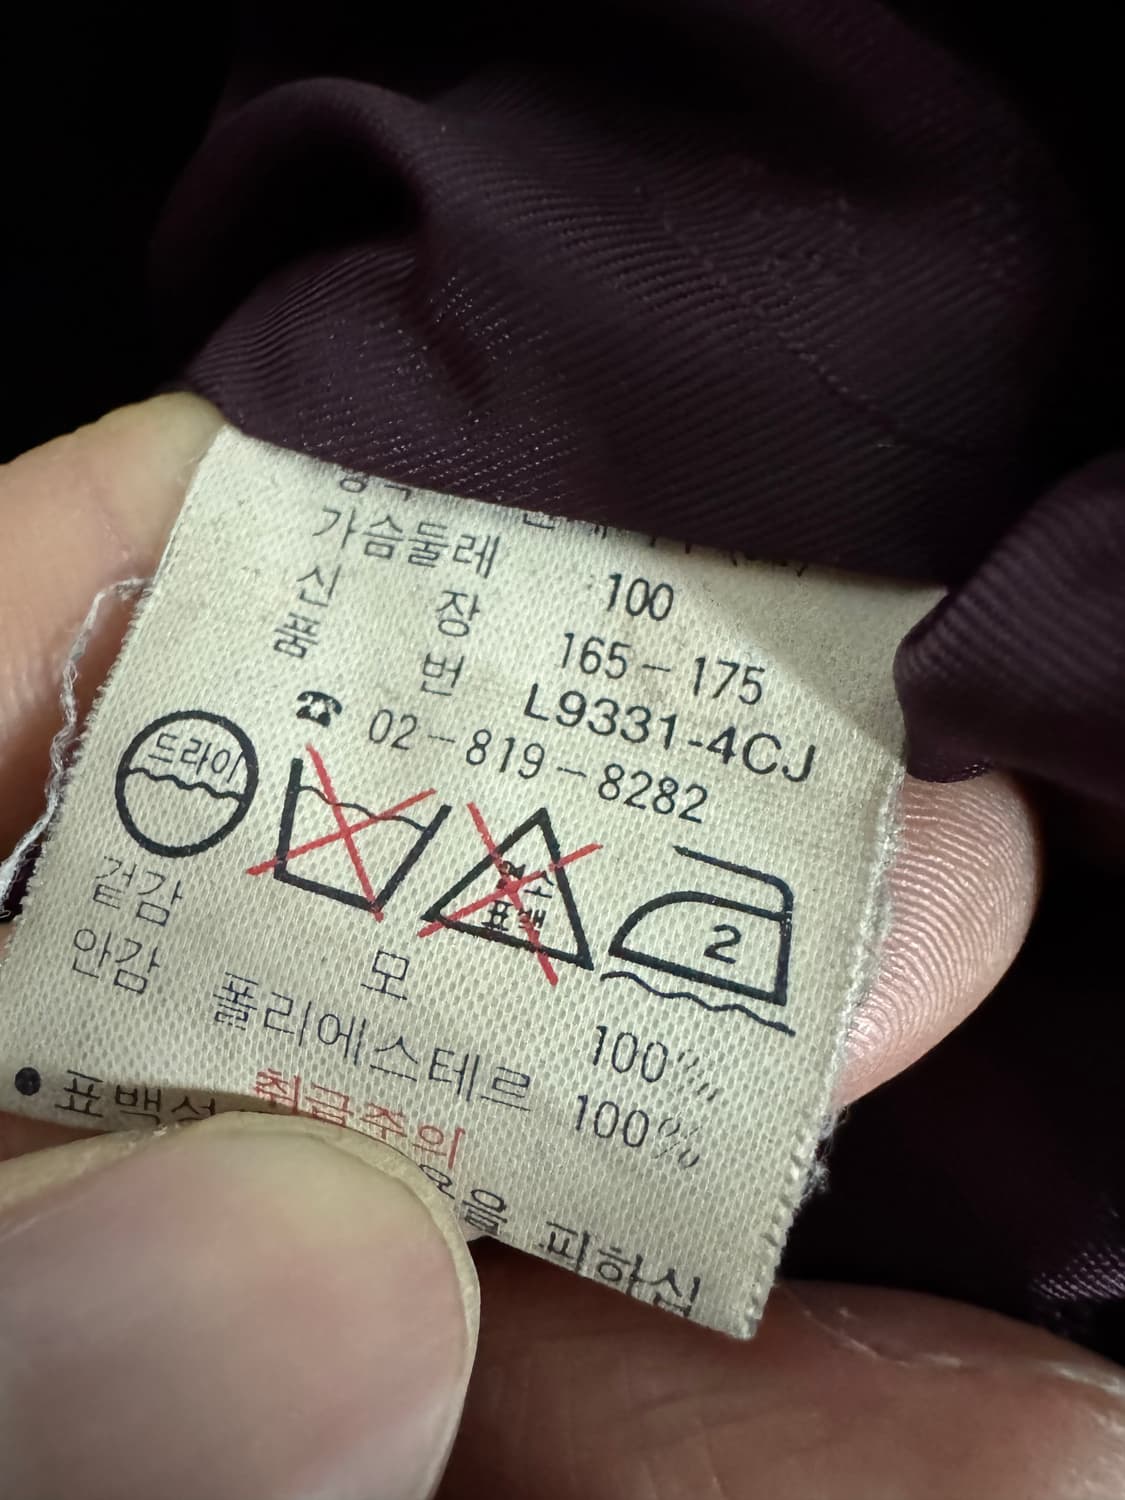 가슴둘레 100
신 장 165-175
품 번 L9331-4CJ
☎ 02-819-8282
드라이
염소
표백
2
겉감 모 100%
안감 폴리에스테르 100%
취급주의
● 표백성
용을 피하십